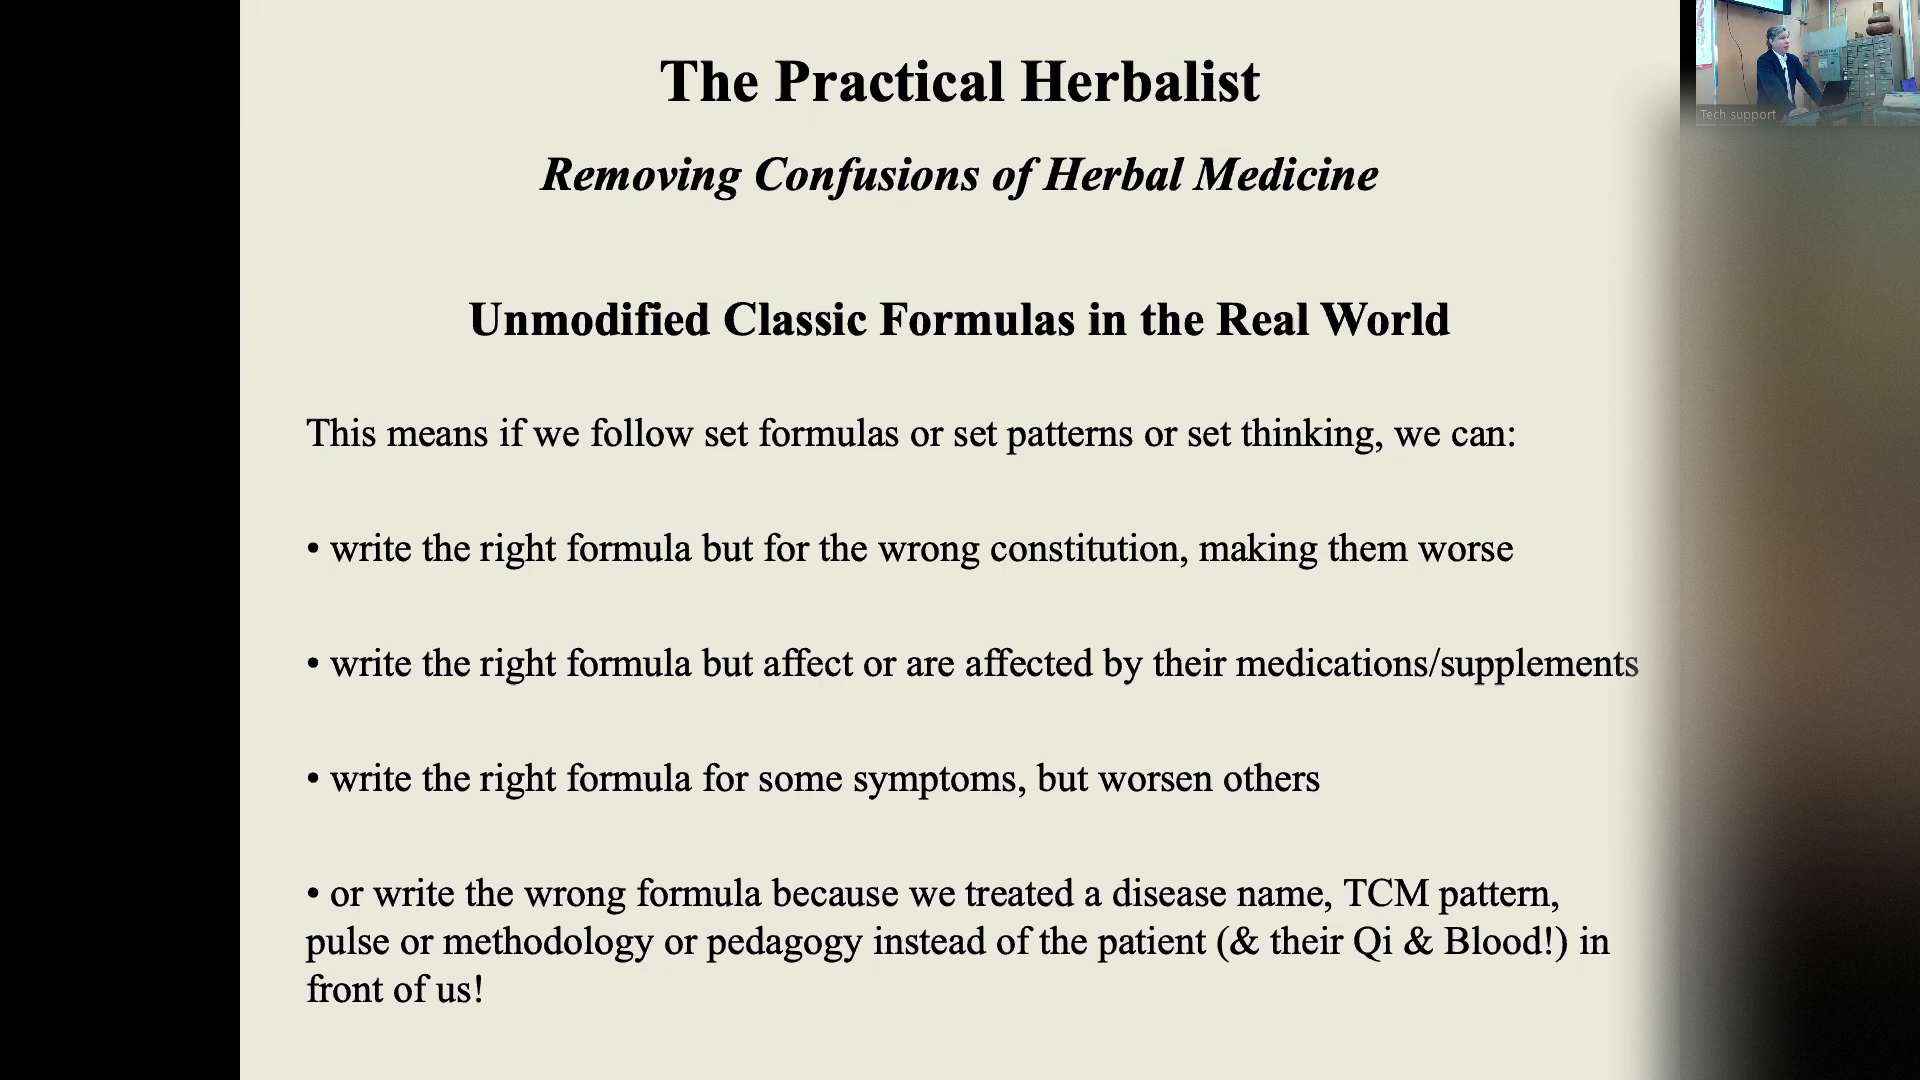 The Practical Herbalist
Removing Confusions of Herbal Medicine
Unmodified Classic Formulas in the Real World
This means if we follow set formulas or set patterns or set thinking, we can:
• write the right formula but for the wrong constitution, making them worse
• write the right formula but affect or are affected by their medications/supplements
• write the right formula for some symptoms, but worsen others
• or write the wrong formula because we treated a disease name, TCM pattern,
pulse or methodology or pedagogy instead of the patient (& their Qi & Blood!) in
front of us!
Tech support